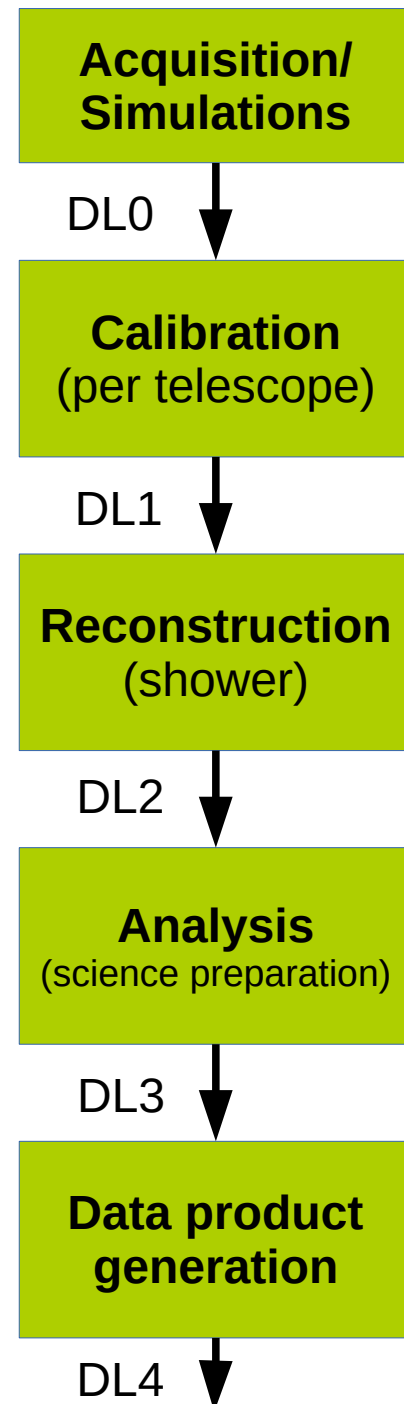 Acquisition/
Simulations
DL0
Calibration
(per telescope)
DL1
Reconstruction
(shower)
DL2
Analysis
(science preparation)
DL3
Data product
generation
DL4